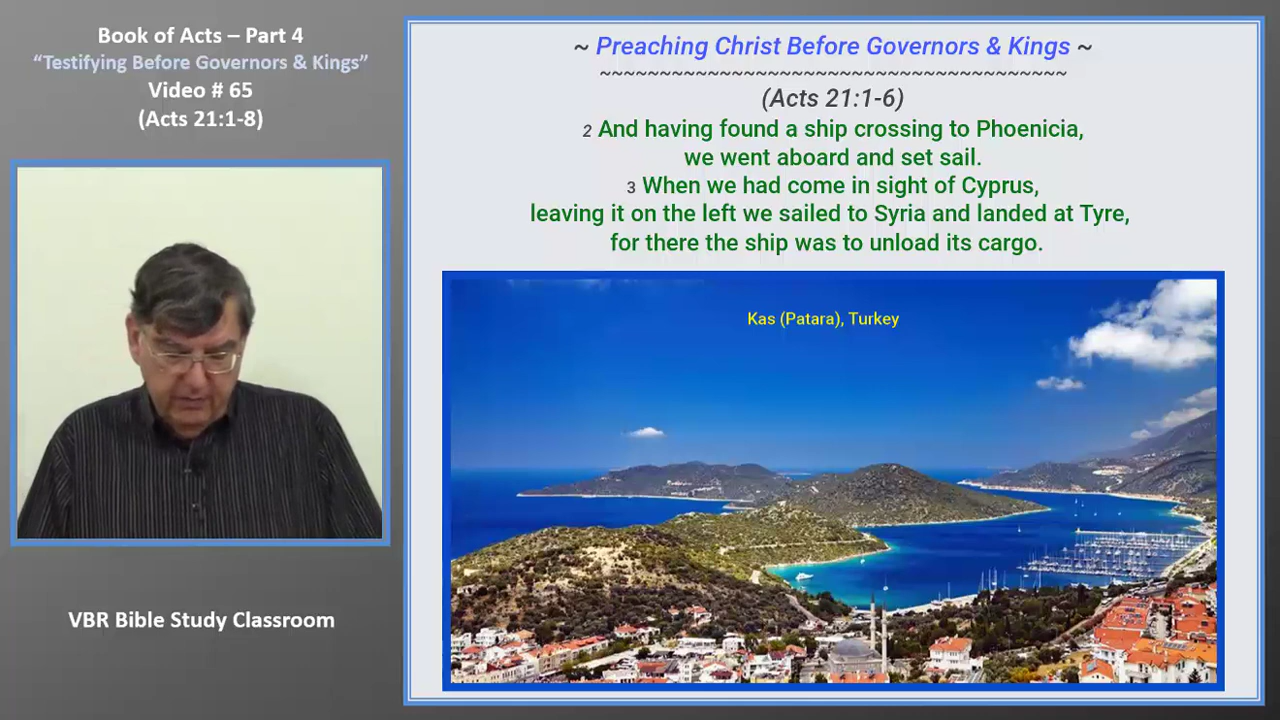 Book of Acts – Part 4
“Testifying Before Governors & Kings”
Video # 65
(Acts 21:1-8)
VBR Bible Study Classroom
~ Preaching Christ Before Governors & Kings ~
~~~~~~~~~~~~~~~~~~~~~~~~~~~~~~~~~~~~~~~
(Acts 21:1-6)
2 And having found a ship crossing to Phoenicia,
we went aboard and set sail.
3 When we had come in sight of Cyprus,
leaving it on the left we sailed to Syria and landed at Tyre,
for there the ship was to unload its cargo.
Kas (Patara), Turkey